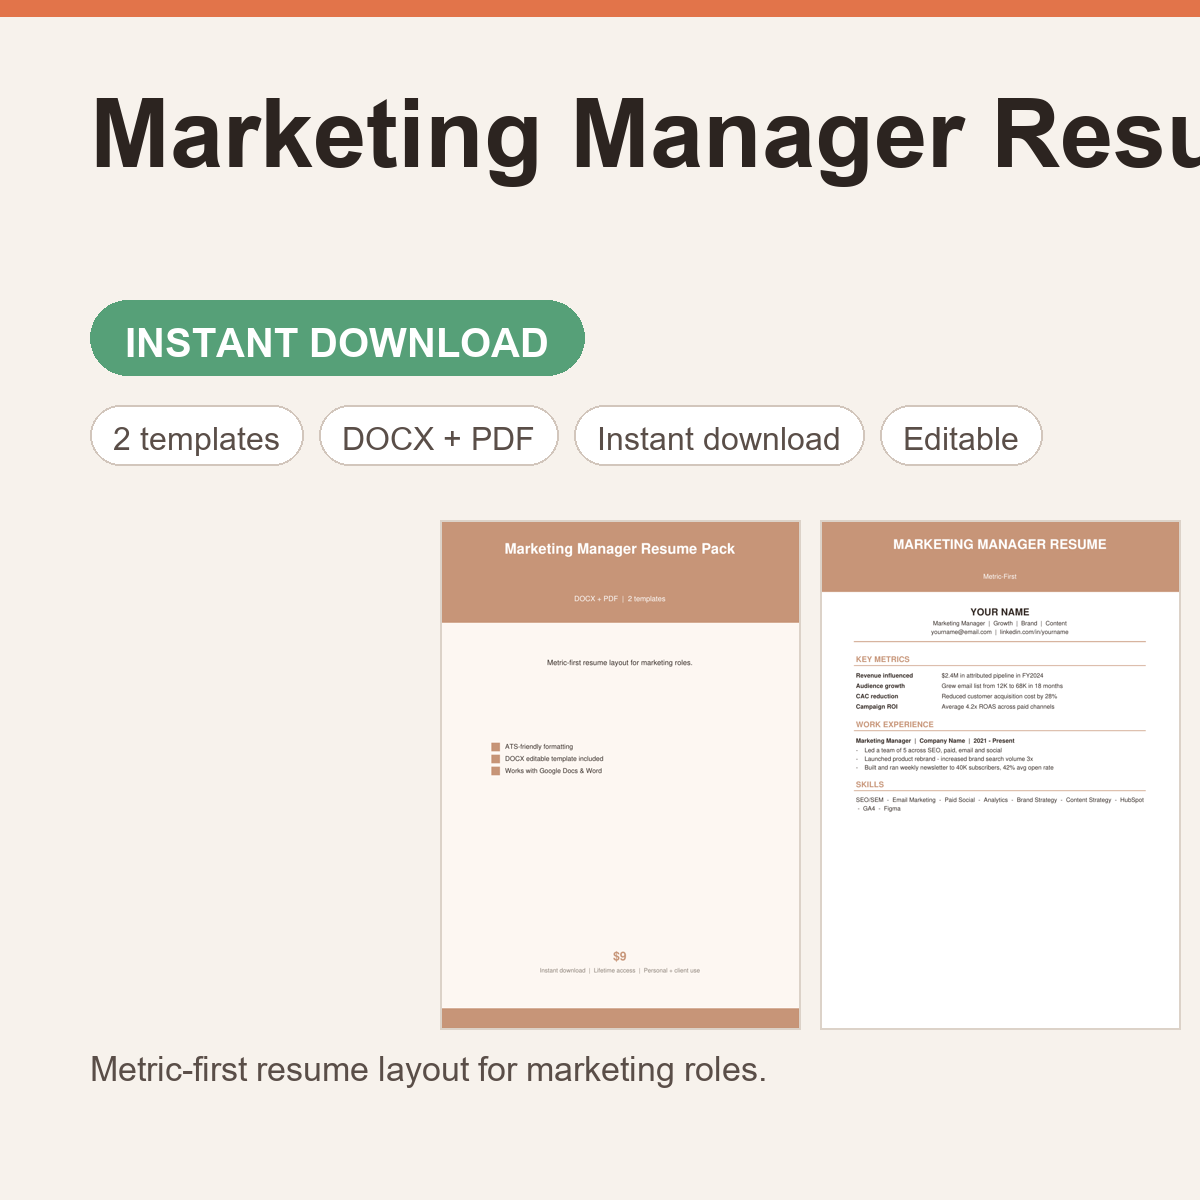 Marketing Manager Resu
INSTANT DOWNLOAD
2 templates
DOCX + PDF
Instant download
Editable
Marketing Manager Resume Pack
DOCX + PDF | 2 templates
Metric-first resume layout for marketing roles.
ATS-friendly formatting
DOCX editable template included
Works with Google Docs & Word
$9
Instant download | Lifetime access | Personal + client use
MARKETING MANAGER RESUME
Metric-First
YOUR NAME
Marketing Manager | Growth | Brand | Content
yourname@email.com | linkedin.com/in/yourname
KEY METRICS
Revenue influenced $2.4M in attributed pipeline in FY2024
Audience growth Grew email list from 12K to 68K in 18 months
CAC reduction Reduced customer acquisition cost by 28%
Campaign ROI Average 4.2x ROAS across paid channels
WORK EXPERIENCE
Marketing Manager | Company Name | 2021 - Present
- Led a team of 5 across SEO, paid, email and social
- Launched product rebrand - increased brand search volume 3x
- Built and ran weekly newsletter to 40K subscribers, 42% avg open rate
SKILLS
SEO/SEM - Email Marketing - Paid Social - Analytics - Brand Strategy - Content Strategy - HubSpot
- GA4 - Figma
Metric-first resume layout for marketing roles.